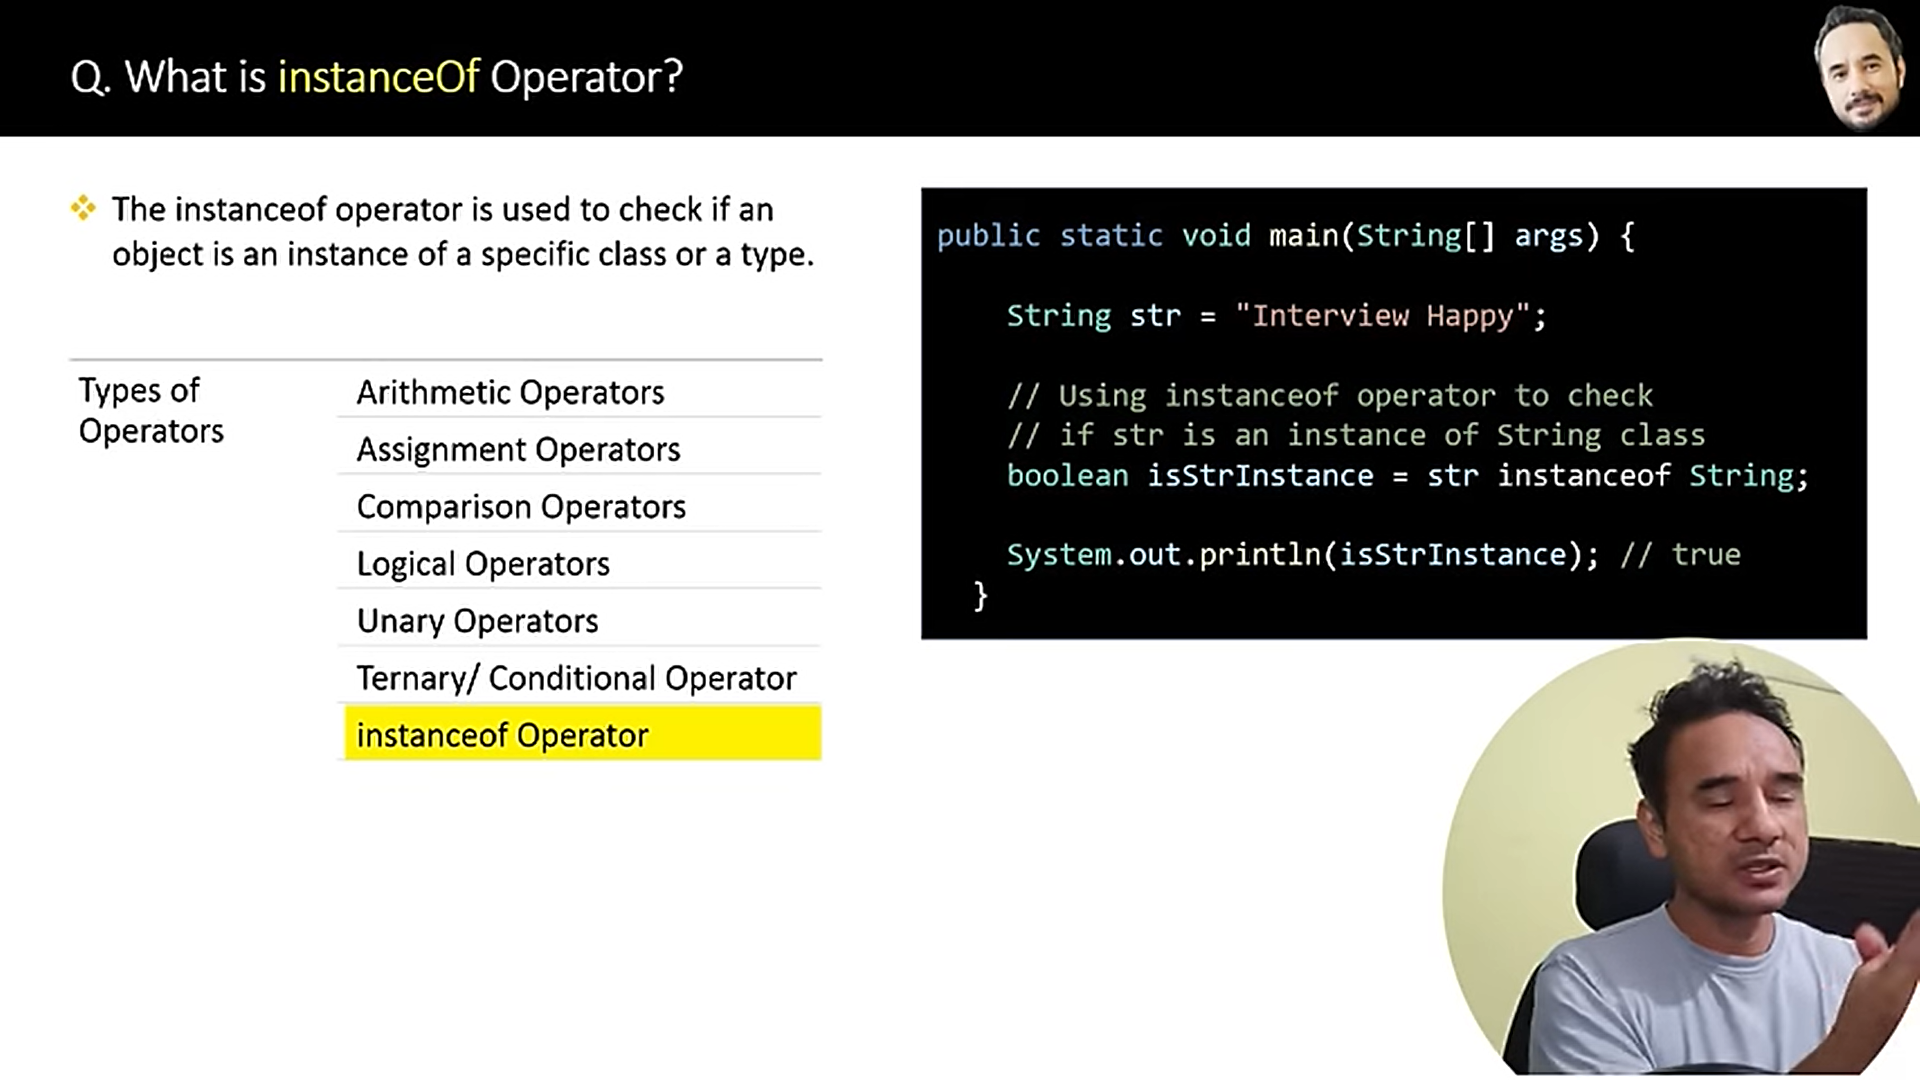 Q. What is instanceOf Operator?
The instanceof operator is used to check if an
object is an instance of a specific class or a type.
Types of
Operators
Arithmetic Operators
Assignment Operators
Comparison Operators
Logical Operators
Unary Operators
Ternary/ Conditional Operator
instanceof Operator
public static void main(String[] args) {
String str = "Interview Happy";
// Using instanceof operator to check
// if str is an instance of String class
boolean isStrInstance = str instanceof String;
System.out.println(isStrInstance); // true
}